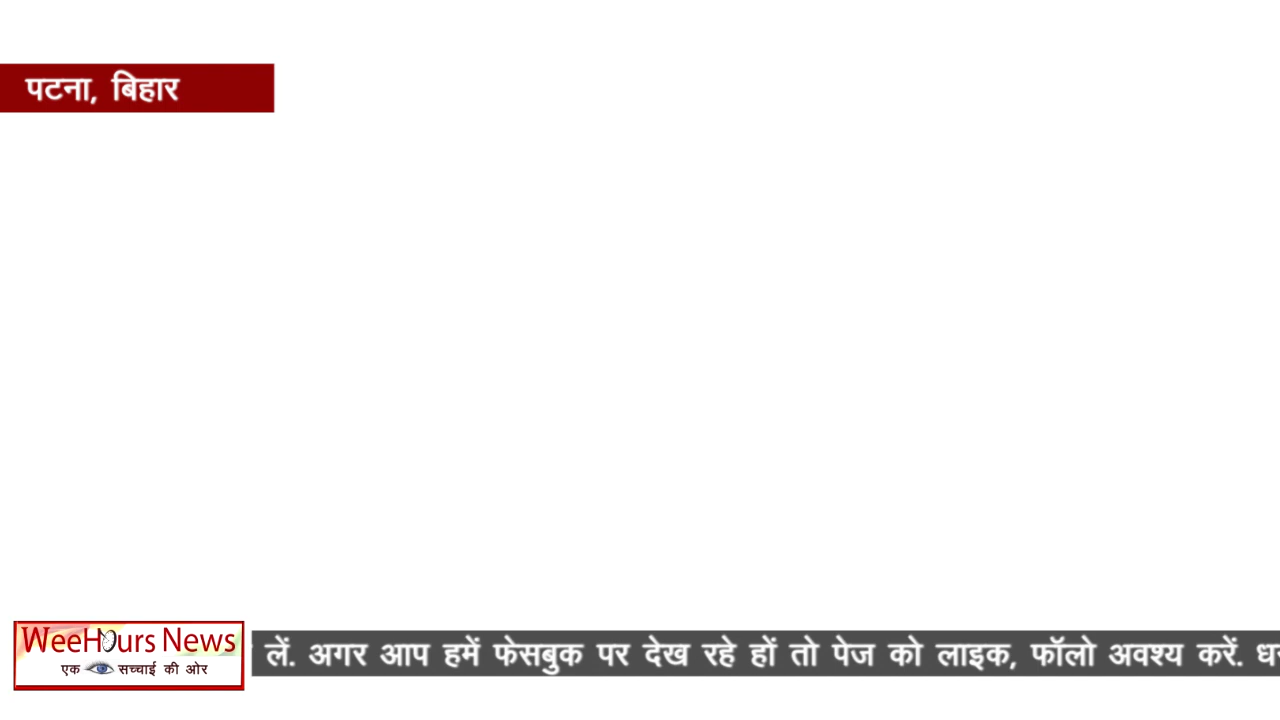 पटना, बिहार
WeeHours News
एक सच्चाई की ओर
लें. अगर आप हमें फेसबुक पर देख रहे हों तो पेज को लाइक, फॉलो अवश्य करें.